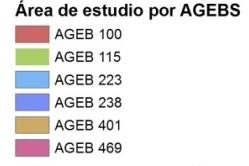 Área de estudio por AGEBS
AGEB 100
AGEB 115
AGEB 223
AGEB 238
AGEB 401
AGEB 469